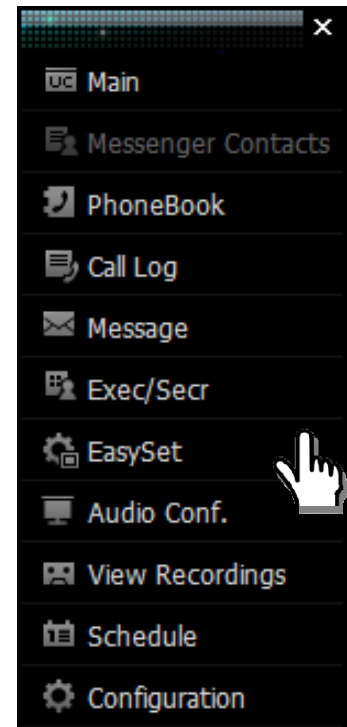 ×
UC Main
Messenger Contacts
PhoneBook
Call Log
Message
Exec/Secr
EasySet
Audio Conf.
View Recordings
Schedule
Configuration